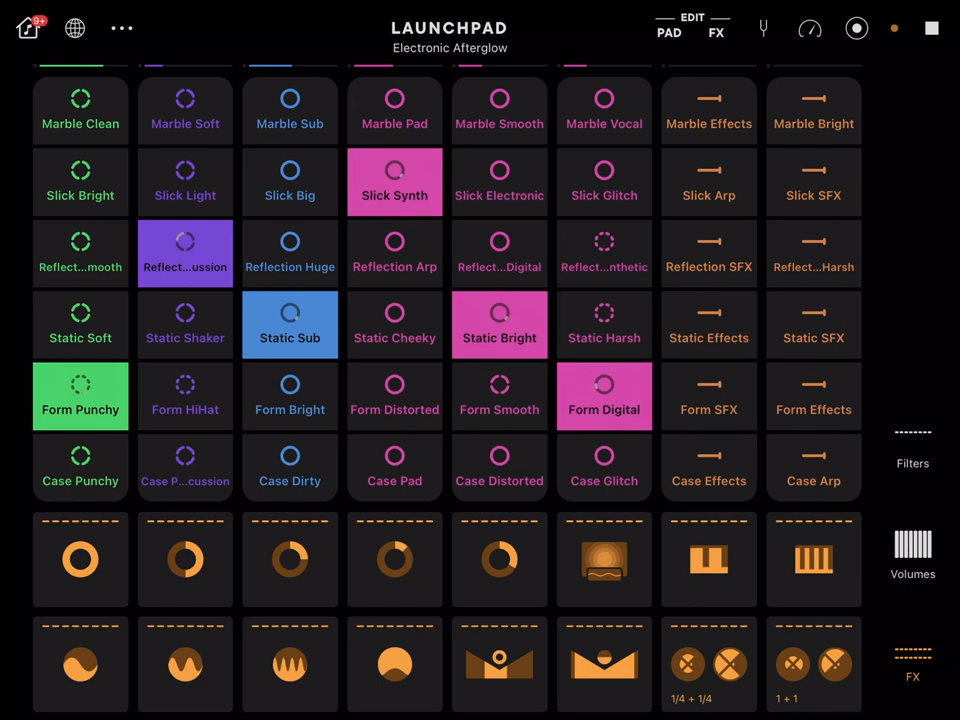 9+
LAUNCHPAD
Electronic Afterglow
EDIT
PAD FX
Marble Clean Marble Soft Marble Sub Marble Pad Marble Smooth Marble Vocal Marble Effects Marble Bright
Slick Bright Slick Light Slick Big Slick Synth Slick Electronic Slick Glitch Slick Arp Slick SFX
Reflect...mooth Reflect...ussion Reflection Huge Reflection Arp Reflect...Digital Reflect...nthetic Reflection SFX Reflect...Harsh
Static Soft Static Shaker Static Sub Static Cheeky Static Bright Static Harsh Static Effects Static SFX
Form Punchy Form HiHat Form Bright Form Distorted Form Smooth Form Digital Form SFX Form Effects
Filters
Case Punchy Case P...cussion Case Dirty Case Pad Case Distorted Case Glitch Case Effects Case Arp
Volumes
FX
1/4 + 1/4 1 + 1